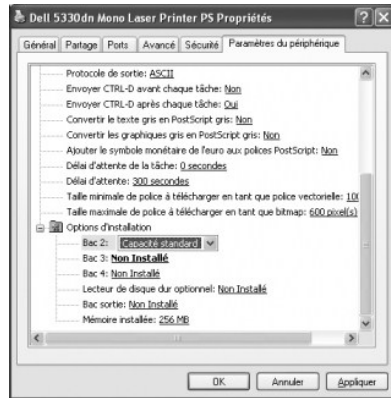 Dell 5330dn Mono Laser Printer PS Propriétés
Général Partage Ports Avancé Sécurité Paramètres du périphérique
Protocole de sortie: ASCII
Envoyer CTRL-D avant chaque tâche: Non
Envoyer CTRL-D après chaque tâche: Oui
Convertir le texte gris en PostScript gris: Non
Convertir les graphiques gris en PostScript gris: Non
Ajouter le symbole monétaire de l'euro aux polices PostScript: Non
Délai d'attente de la tâche: 0 secondes
Délai d'attente: 300 secondes
Taille minimale de police à télécharger en tant que police vectorielle: 100
Taille maximale de police à télécharger en tant que bitmap: 600 pixel(s)
Options d'installation
Bac 2: Capacité standard
Bac 3: Non Installé
Bac 4: Non Installé
Lecteur de disque dur optionnel: Non Installé
Bac sortie: Non Installé
Mémoire installée: 256 MB
OK Annuler Appliquer